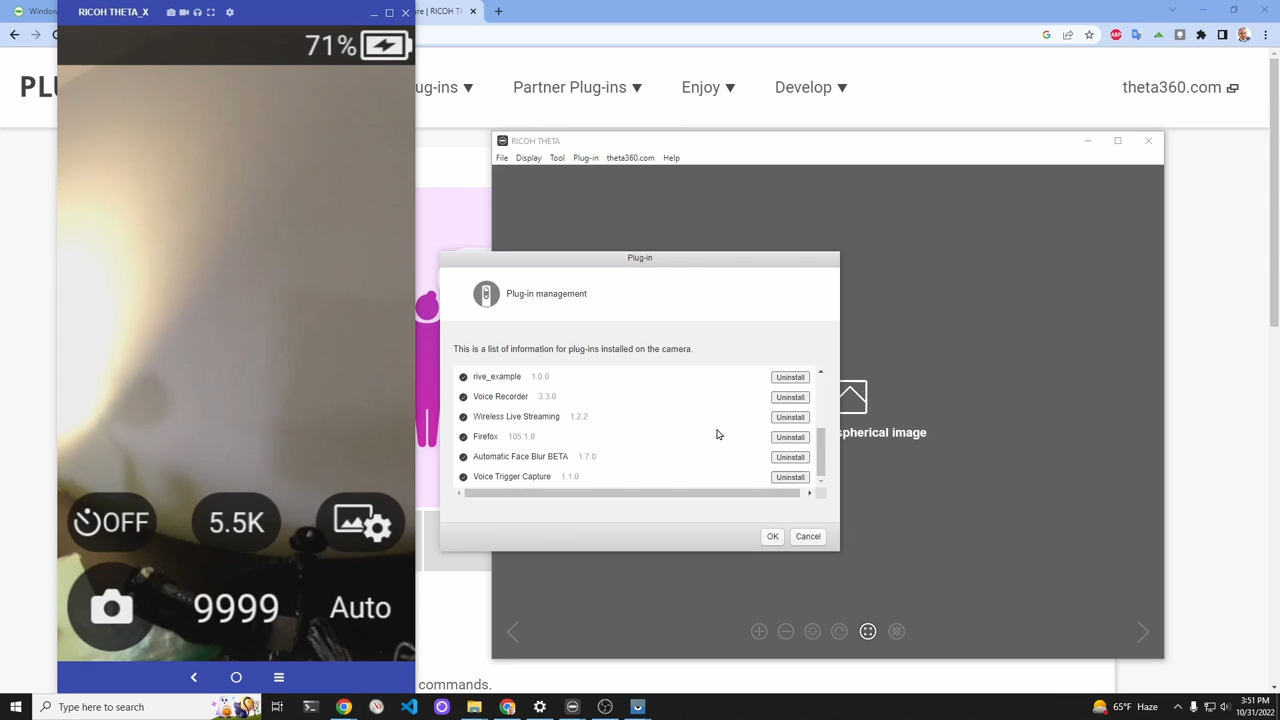 RICOH THETA_X
71%
OFF
5.5K
9999
Auto
PLU
ug-ins ▼
Partner Plug-ins ▼
Enjoy ▼
Develop ▼
theta360.com
RICOH THETA
File Display Tool Plug-in theta360.com Help
Plug-in
Plug-in management
This is a list of information for plug-ins installed on the camera.
rive_example 1.0.0 Uninstall
Voice Recorder 3.3.0 Uninstall
Wireless Live Streaming 1.2.2 Uninstall
Firefox 105.1.0 Uninstall
Automatic Face Blur BETA 1.7.0 Uninstall
Voice Trigger Capture 1.1.0 Uninstall
OK Cancel
spherical image
commands.
Type here to search
65°F Haze
3:51 PM
10/31/2022